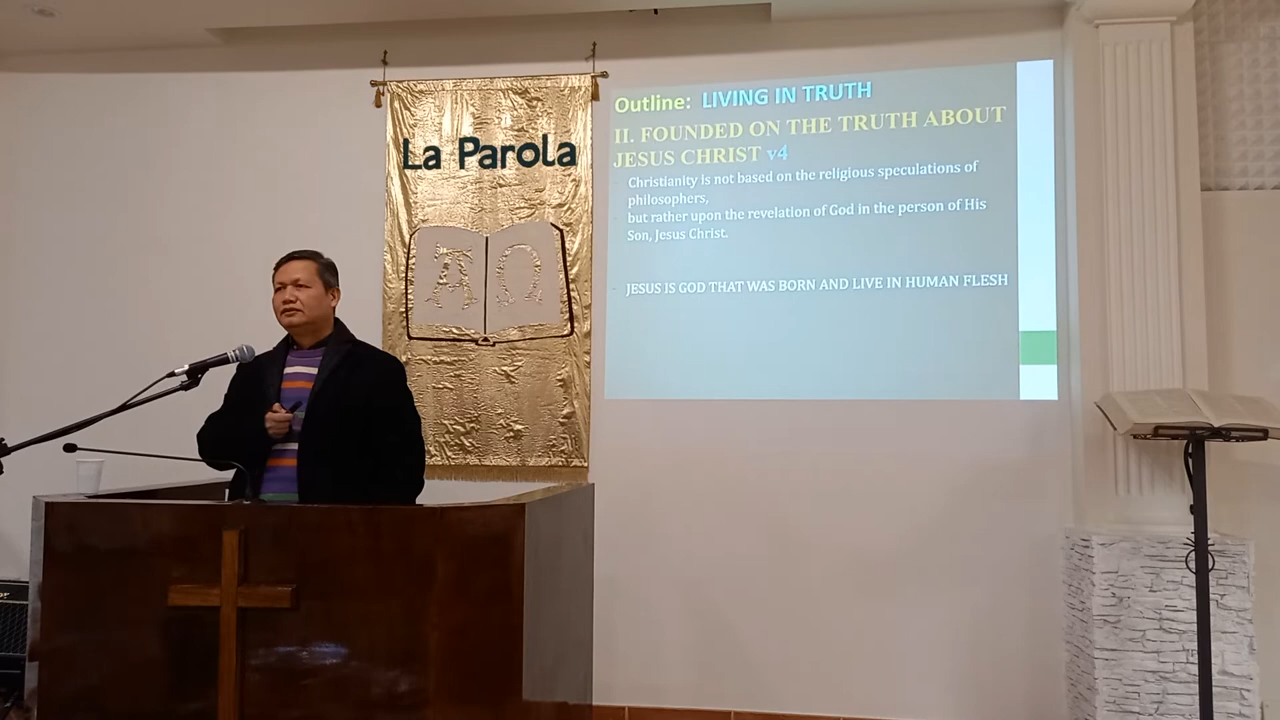 La Parola
Α Ω
Outline: LIVING IN TRUTH
II. FOUNDED ON THE TRUTH ABOUT
JESUS CHRIST v4
Christianity is not based on the religious speculations of
philosophers,
but rather upon the revelation of God in the person of His
Son, Jesus Christ.
- JESUS IS GOD THAT WAS BORN AND LIVE IN HUMAN FLESH